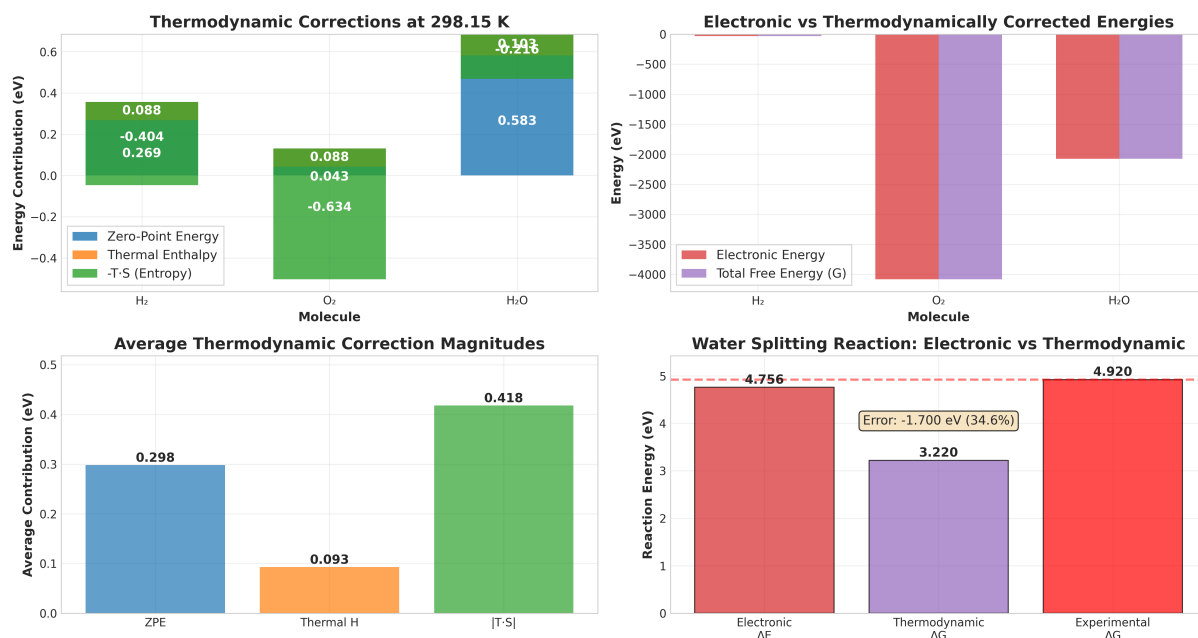 Thermodynamic Corrections at 298.15 K
Energy Contribution (eV)
0.6
0.4
0.2
0.0
−0.2
−0.4
0.088
-0.404
0.269
0.088
0.043
-0.634
0.103
-0.216
0.583
Zero-Point Energy
Thermal Enthalpy
-T·S (Entropy)
H₂
O₂
H₂O
Molecule
Electronic vs Thermodynamically Corrected Energies
Energy (eV)
0
−500
−1000
−1500
−2000
−2500
−3000
−3500
−4000
Electronic Energy
Total Free Energy (G)
H₂
O₂
H₂O
Molecule
Average Thermodynamic Correction Magnitudes
Average Contribution (eV)
0.5
0.4
0.3
0.2
0.1
0.0
0.298
0.093
0.418
ZPE
Thermal H
|T·S|
Water Splitting Reaction: Electronic vs Thermodynamic
Reaction Energy (eV)
5
4
3
2
1
0
4.756
Error: -1.700 eV (34.6%)
3.220
4.920
Electronic
ΔE
Thermodynamic
ΔG
Experimental
ΔG